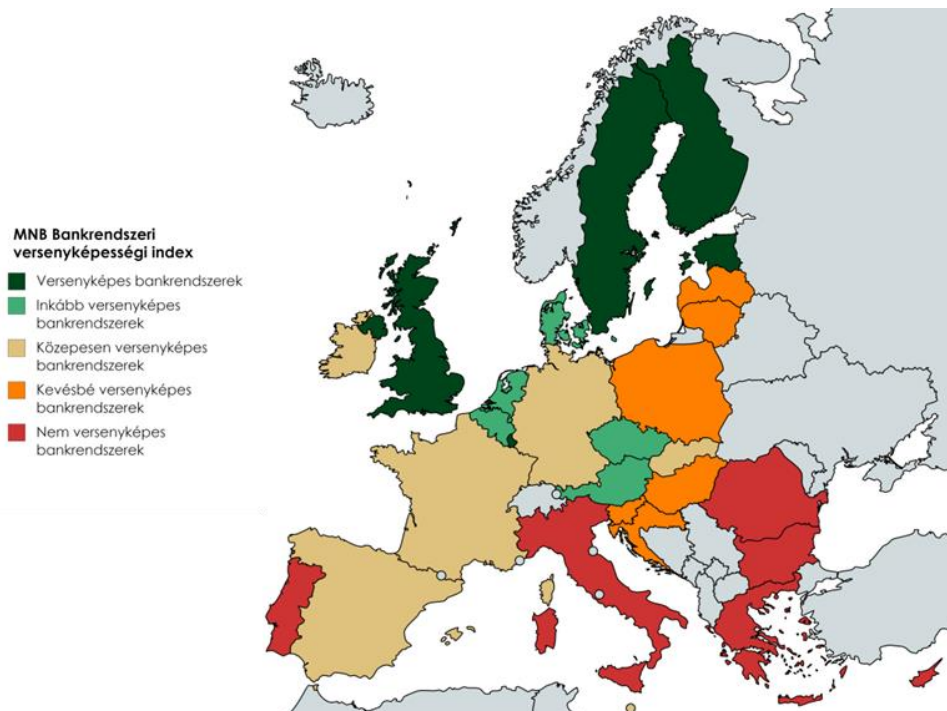 MNB Bankrendszeri
versenyképességi index
Versenyképes bankrendszerek
Inkább versenyképes
bankrendszerek
Közepesen versenyképes
bankrendszerek
Kevésbé versenyképes
bankrendszerek
Nem versenyképes
bankrendszerek